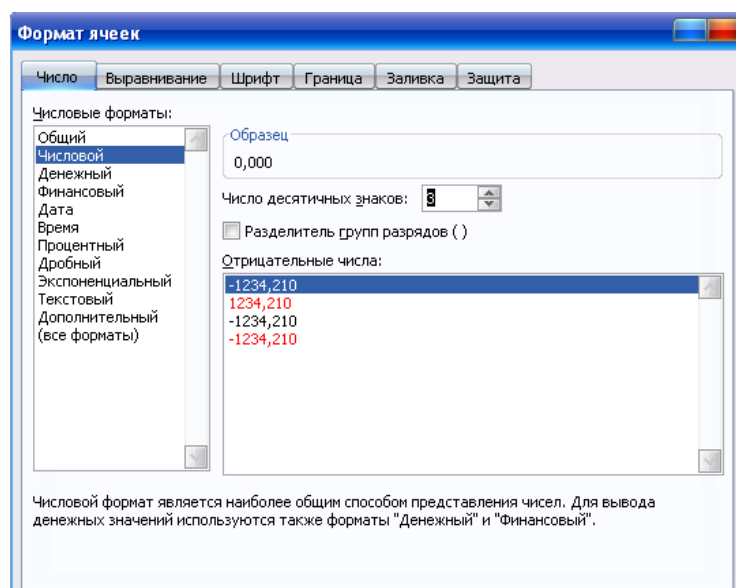 Формат ячеек
Число Выравнивание Шрифт Граница Заливка Защита
Числовые форматы:
Общий
Числовой
Денежный
Финансовый
Дата
Время
Процентный
Дробный
Экспоненциальный
Текстовый
Дополнительный
(все форматы)
Образец
0,000
Число десятичных знаков: 3
Разделитель групп разрядов ( )
Отрицательные числа:
-1234,210
1234,210
-1234,210
-1234,210
Числовой формат является наиболее общим способом представления чисел. Для вывода
денежных значений используются также форматы "Денежный" и "Финансовый".